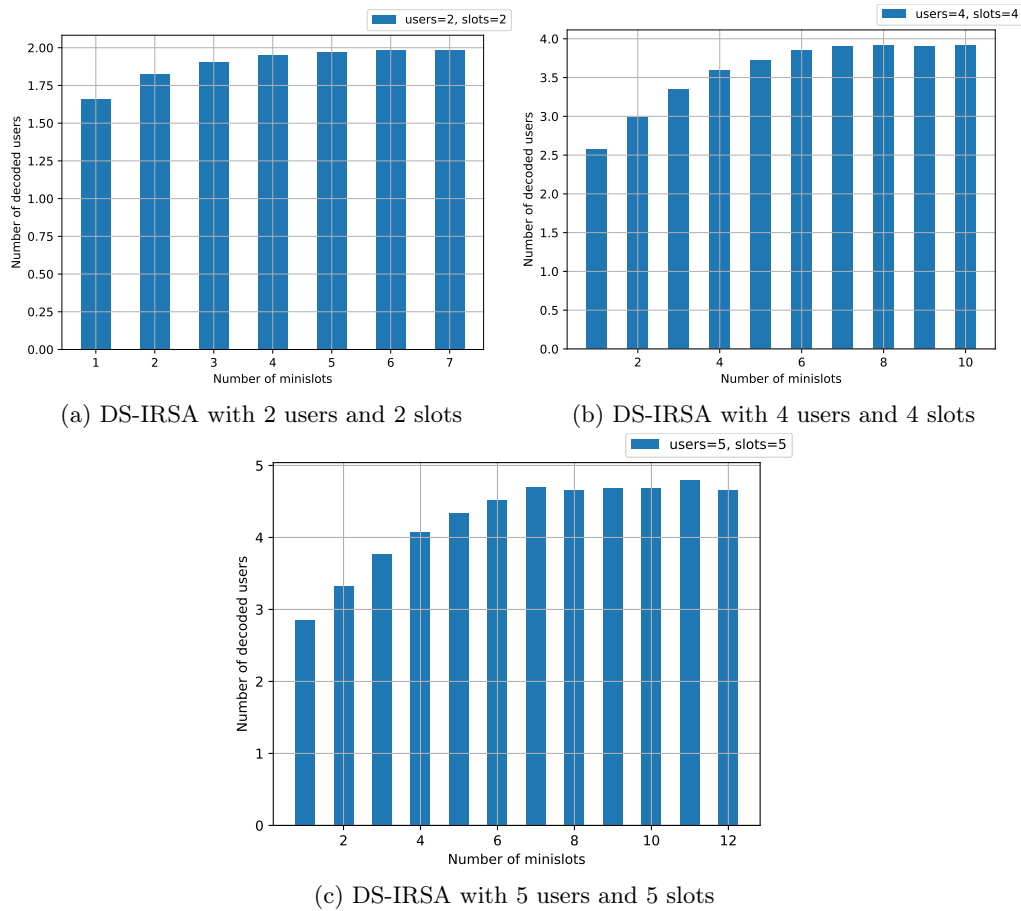 users=2, slots=2
2.00
1.75
1.50
1.25
1.00
0.75
0.50
0.25
0.00
Number of decoded users
1 2 3 4 5 6 7
Number of minislots
(a) DS-IRSA with 2 users and 2 slots
users=4, slots=4
4.0
3.5
3.0
2.5
2.0
1.5
1.0
0.5
0.0
Number of decoded users
2 4 6 8 10
Number of minislots
(b) DS-IRSA with 4 users and 4 slots
users=5, slots=5
5
4
3
2
1
0
Number of decoded users
2 4 6 8 10 12
Number of minislots
(c) DS-IRSA with 5 users and 5 slots